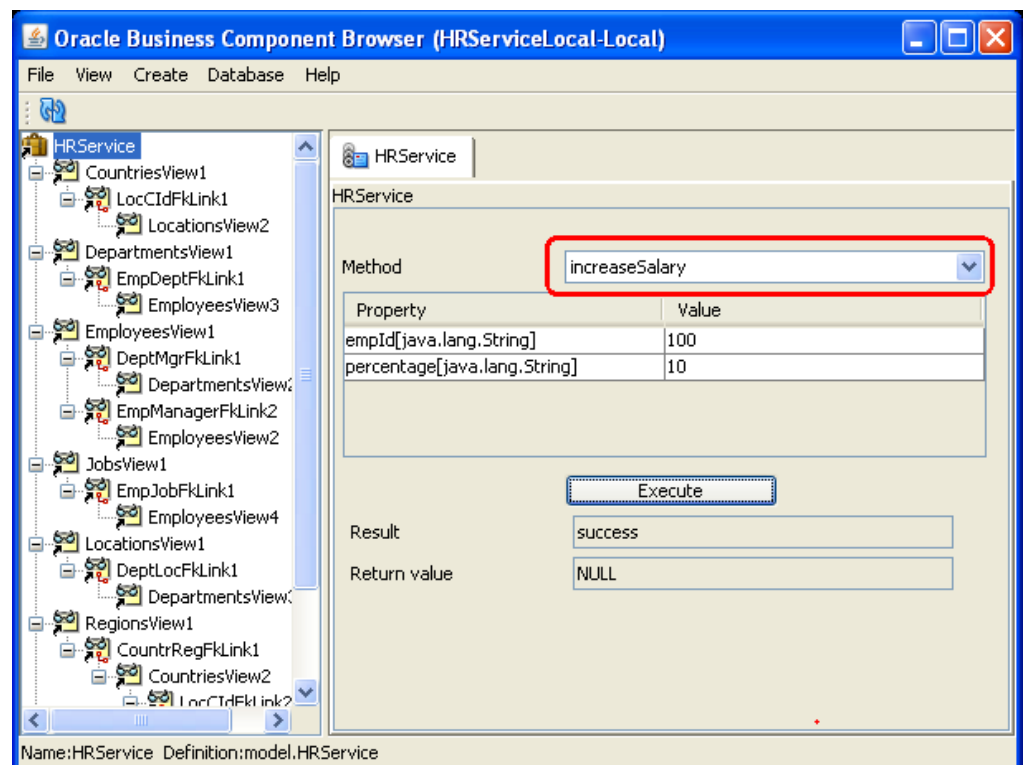 Oracle Business Component Browser (HRServiceLocal-Local)
File View Create Database Help
HRService
CountriesView1
LocCIdFkLink1
LocationsView2
DepartmentsView1
EmpDeptFkLink1
EmployeesView3
EmployeesView1
DeptMgrFkLink1
DepartmentsView2
EmpManagerFkLink2
EmployeesView2
JobsView1
EmpJobFkLink1
EmployeesView4
LocationsView1
DeptLocFkLink1
DepartmentsView3
RegionsView1
CountrRegFkLink1
CountriesView2
LocCIdFkLink2
HRService
HRService
Method increaseSalary
Property Value
empId[java.lang.String] 100
percentage[java.lang.String] 10
Execute
Result success
Return value NULL
Name:HRService Definition:model.HRService